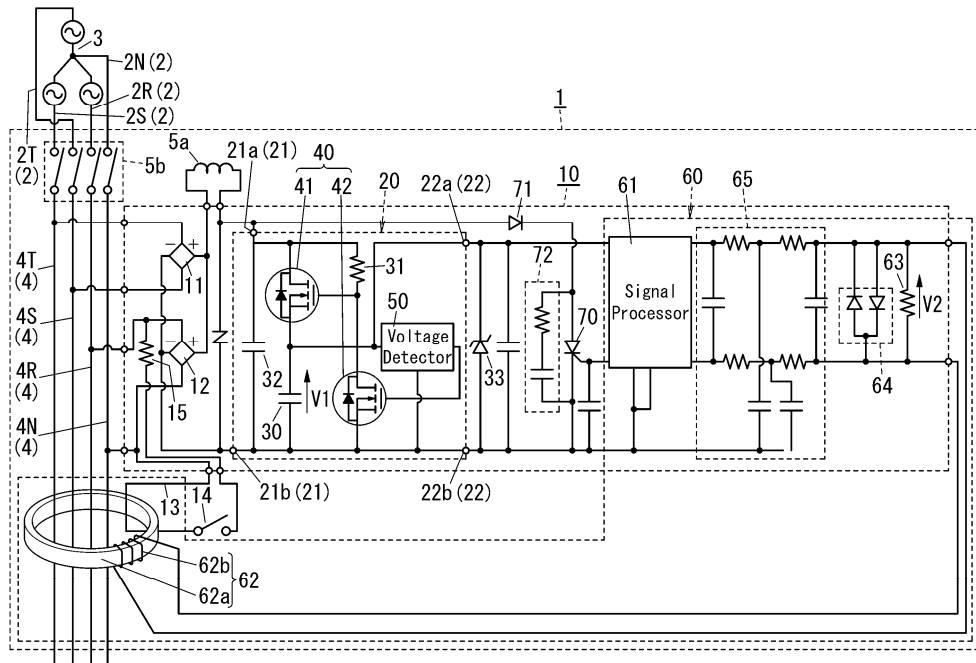 3
2N(2)
2R(2)
2S(2)
2T
(2)
5b
5a
1
21a(21)
40
41
42
20
22a(22)
71
10
61
60
65
4T
(4)
4S
(4)
4R
(4)
4N
(4)
11
12
15
31
50
Voltage
Detector
32
30
V1
33
72
70
Signal
Processor
63
V2
64
13
14
21b(21)
22b(22)
62b
62a
62
− +
− +